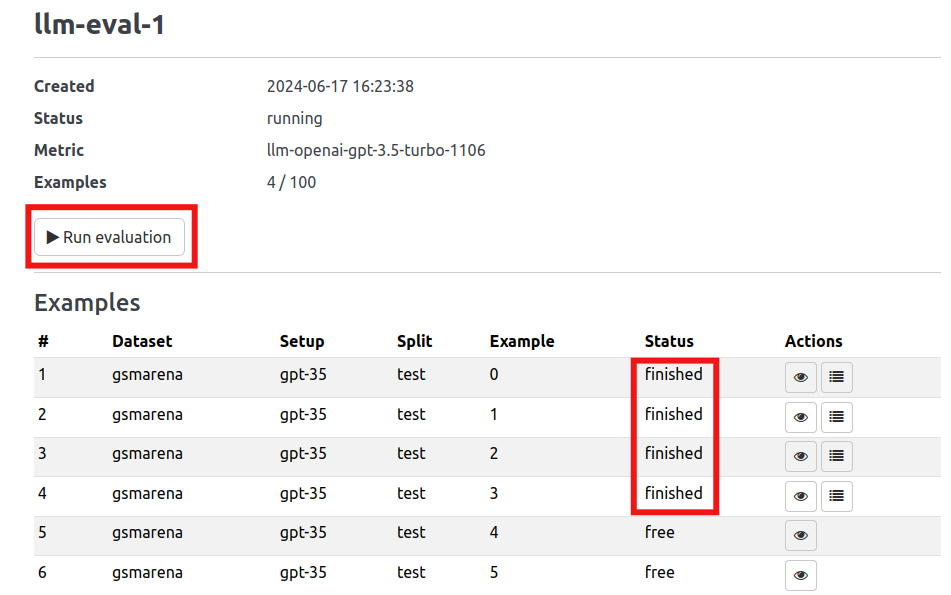 llm-eval-1
Created 2024-06-17 16:23:38
Status running
Metric llm-openai-gpt-3.5-turbo-1106
Examples 4 / 100
Run evaluation
Examples
# Dataset Setup Split Example Status Actions
1 gsmarena gpt-35 test 0 finished
2 gsmarena gpt-35 test 1 finished
3 gsmarena gpt-35 test 2 finished
4 gsmarena gpt-35 test 3 finished
5 gsmarena gpt-35 test 4 free
6 gsmarena gpt-35 test 5 free